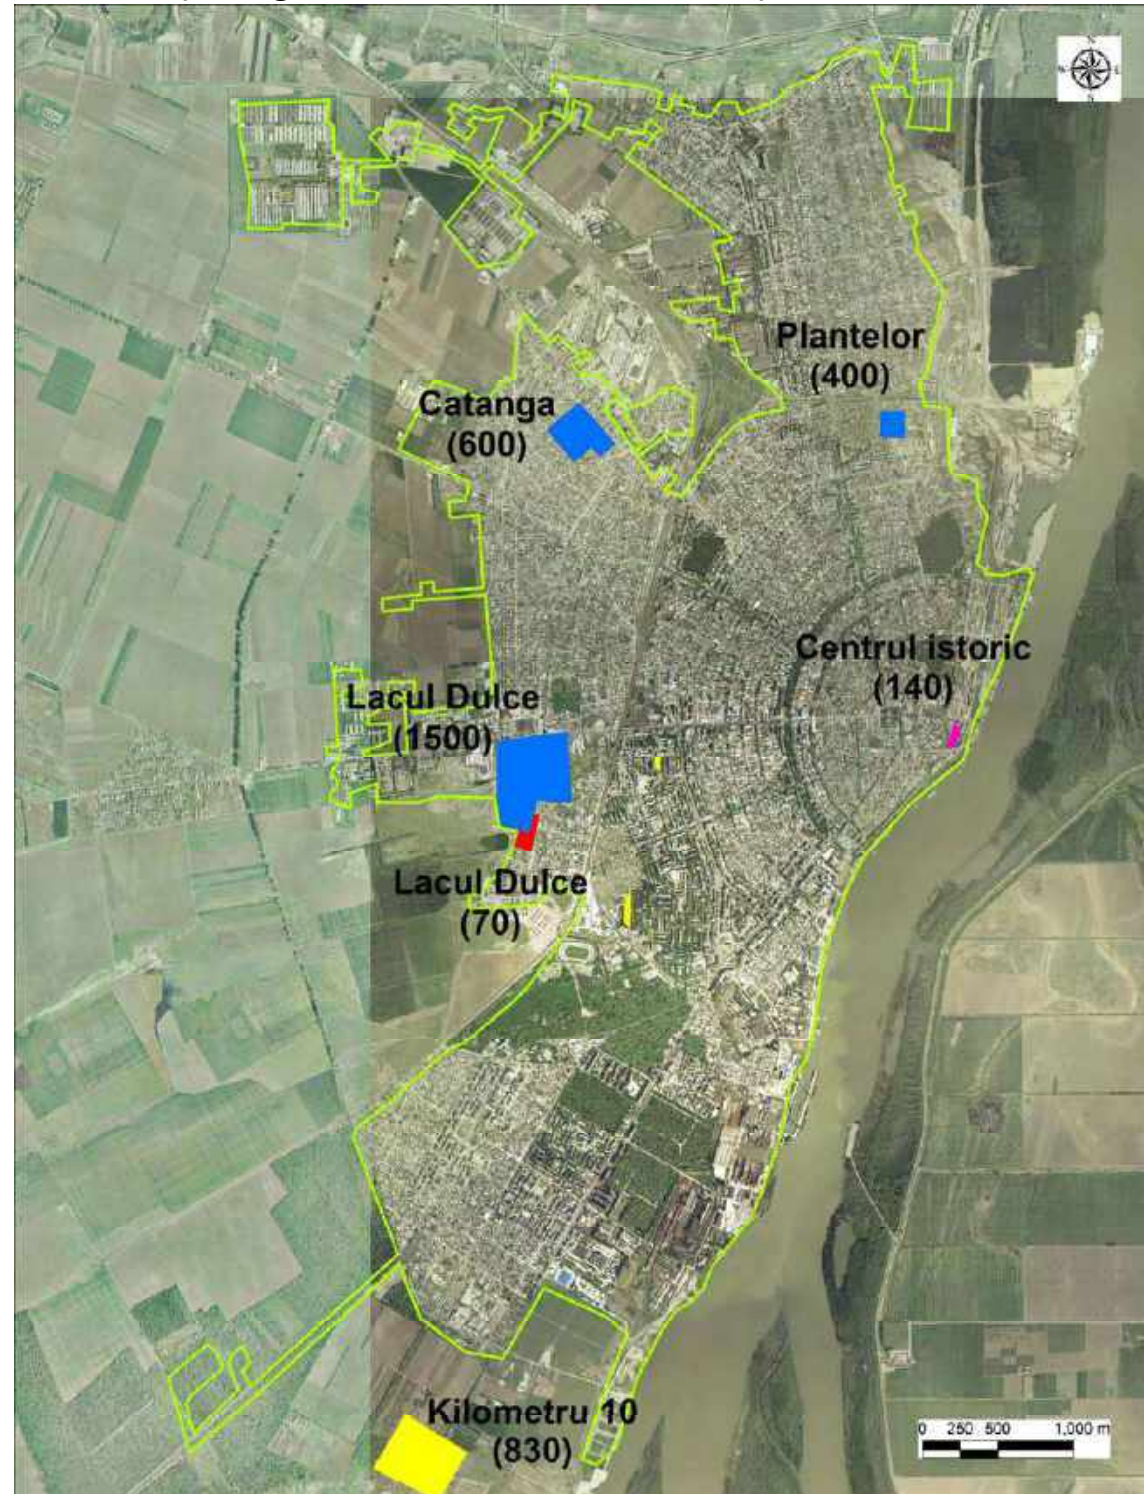 Plantelor
(400)
Catanga
(600)
Centrul istoric
(140)
Lacul Dulce
(1500)
Lacul Dulce
(70)
Kilometru 10
(830)
0 250 500 1,000 m